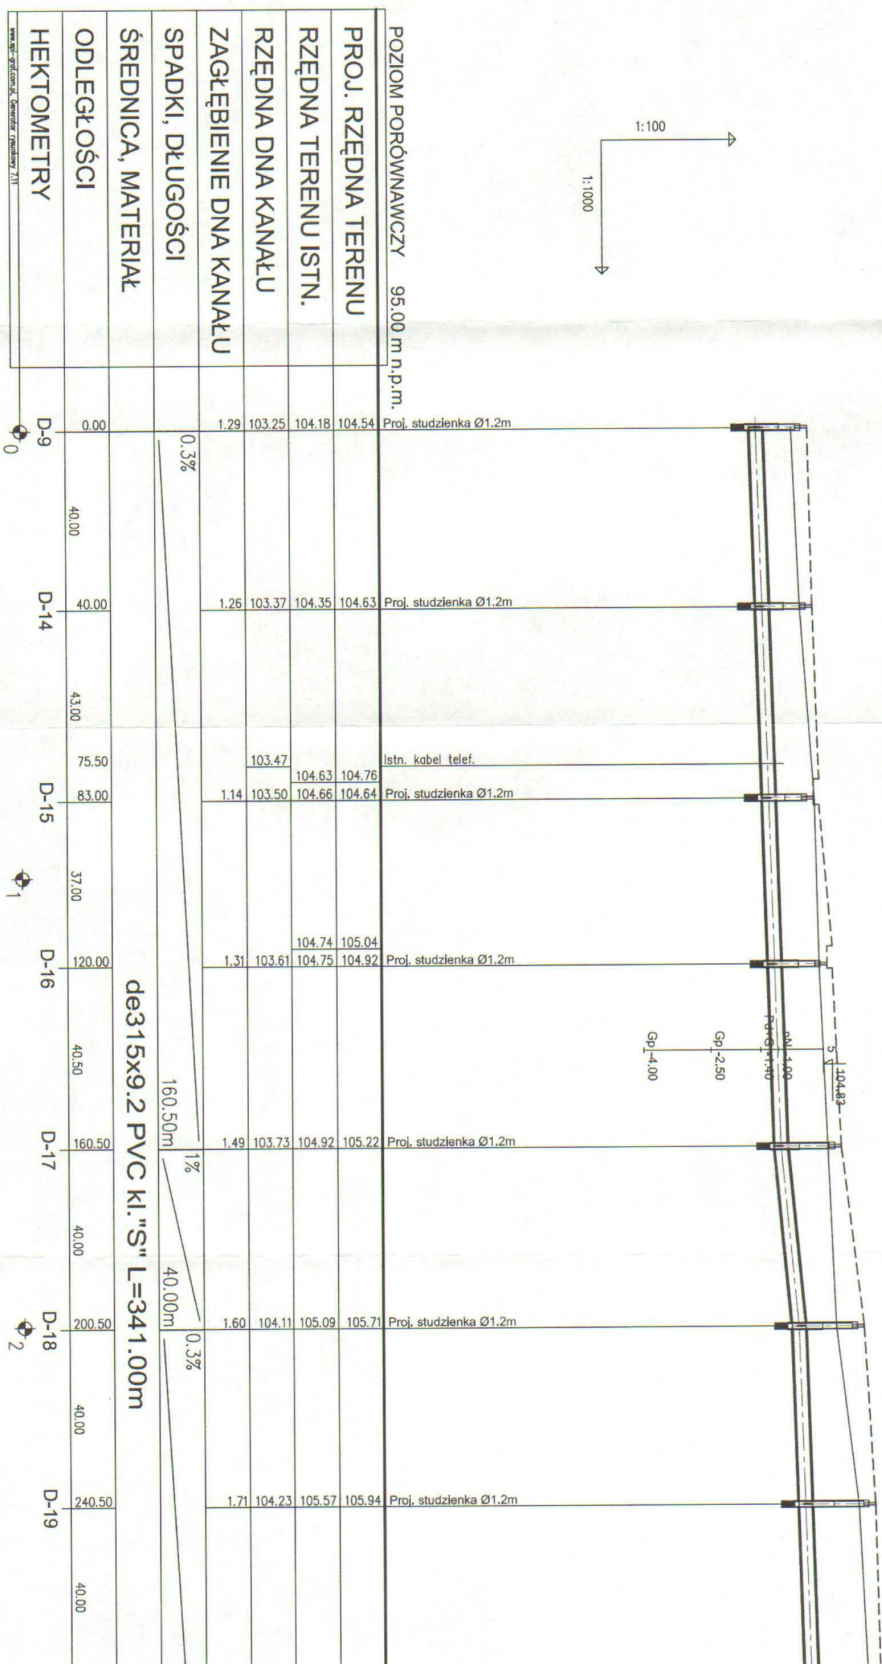 1:100
1:1000
POZIOM PORÓWNAWCZY 95.00 m n.p.m.
PROJ. RZĘDNA TERENU
RZĘDNA TERENU ISTN.
RZĘDNA DNA KANAŁU
ZAGŁĘBIENIE DNA KANAŁU
SPADKI, DŁUGOŚCI
ŚREDNICA, MATERIAŁ
ODLEGŁOŚCI
HEKTOMETRY
Proj. studzienka Ø1.2m
104.54
104.18
103.25
1.29
0.00
D-9
0
0.3%
40.00
Proj. studzienka Ø1.2m
104.63
104.35
103.37
1.26
40.00
D-14
43.00
Istn. kabel telef.
103.47
75.50
104.76
104.63
Proj. studzienka Ø1.2m
104.64
104.66
103.50
1.14
83.00
D-15
37.00
1
105.04
104.74
Proj. studzienka Ø1.2m
104.92
104.75
103.61
1.31
120.00
D-16
40.50
5
104.83
Gp -2.50
Gp -4.00
160.50m
Proj. studzienka Ø1.2m
105.22
104.92
103.73
1.49
160.50
D-17
1%
40.00
40.00m
Proj. studzienka Ø1.2m
105.71
105.09
104.11
1.60
200.50
D-18
2
0.3%
40.00
de315x9.2 PVC kl."S" L=341.00m
Proj. studzienka Ø1.2m
105.94
105.57
104.23
1.71
240.50
D-19
40.00